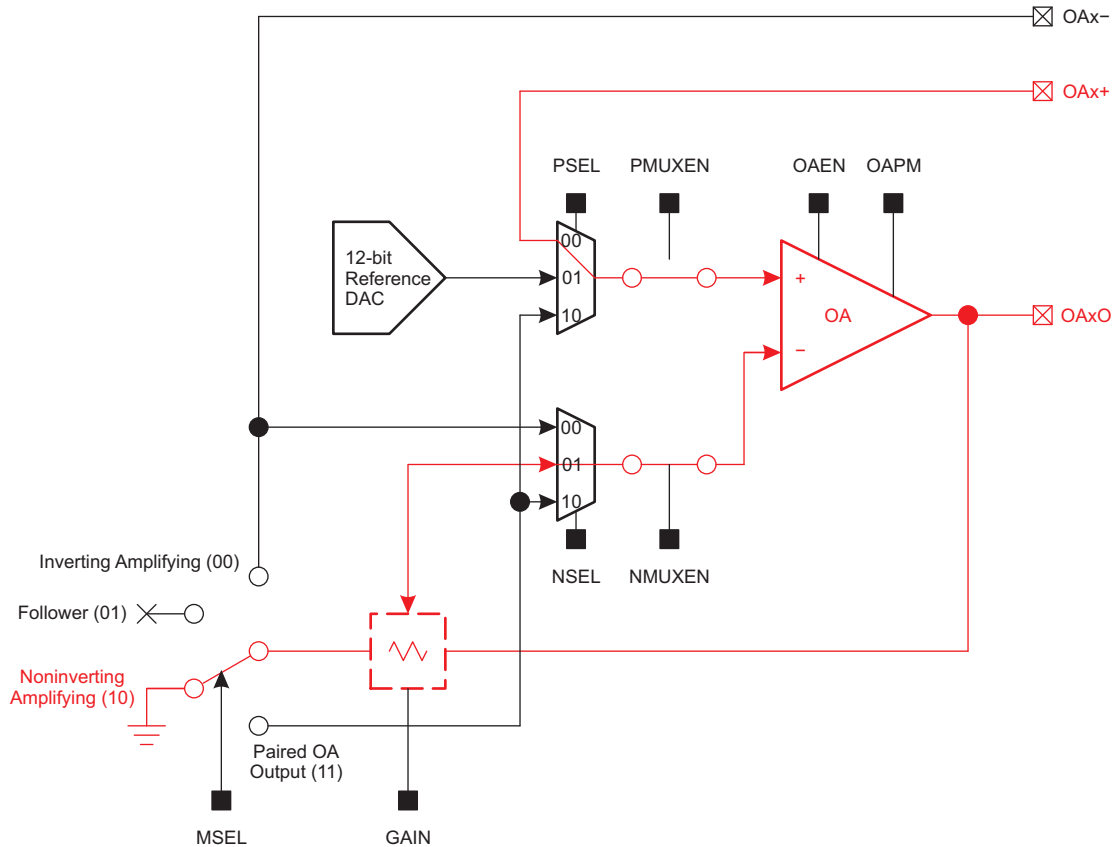 OAx−
OAx+
PSEL
PMUXEN
OAEN
OAPM
12-bit
Reference
DAC
00
01
10
+
OA
−
OAxO
00
01
10
Inverting Amplifying (00)
NSEL
NMUXEN
Follower (01)
Noninverting
Amplifying (10)
Paired OA
Output (11)
MSEL
GAIN